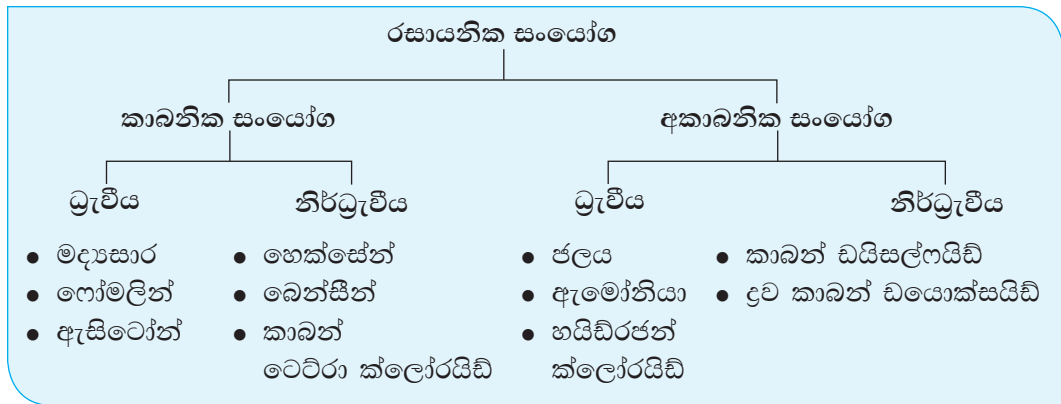 රසායනික සංයෝග
කාබනික සංයෝග
අකාබනික සංයෝග
ධ්‍රැවීය
නිර්ධ්‍රැවීය
ධ්‍රැවීය
නිර්ධ්‍රැවීය
● මද්‍යසාර
● ෆෝමලින්
● ඇසිටෝන්
● හෙක්සේන්
● බෙන්සීන්
● කාබන්
ටෙට්රා ක්ලෝරයිඩ්
● ජලය
● ඇමෝනියා
● හයිඩ්රජන්
ක්ලෝරයිඩ්
● කාබන් ඩයිසල්ෆයිඩ්
● ද්‍රව කාබන් ඩයොක්සයිඩ්